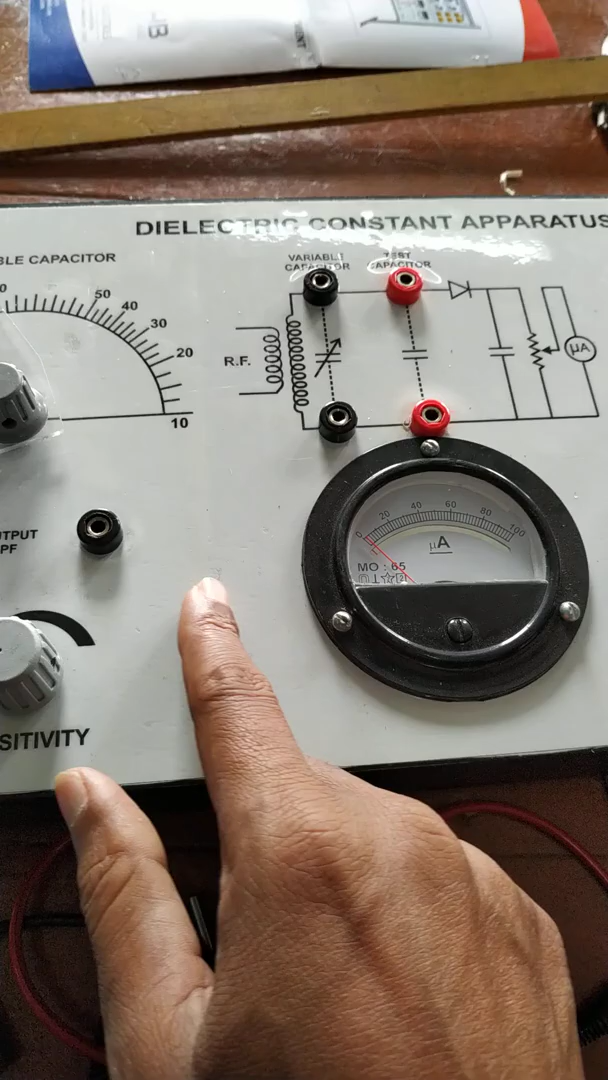 DIELECTRIC CONSTANT APPARATUS
BLE CAPACITOR
VARIABLE
CAPACITOR
TEST
CAPACITOR
50
40
30
20
10
R.F.
μA
UTPUT
PF
0 20 40 60 80 100
μA
MO : 65
SITIVITY